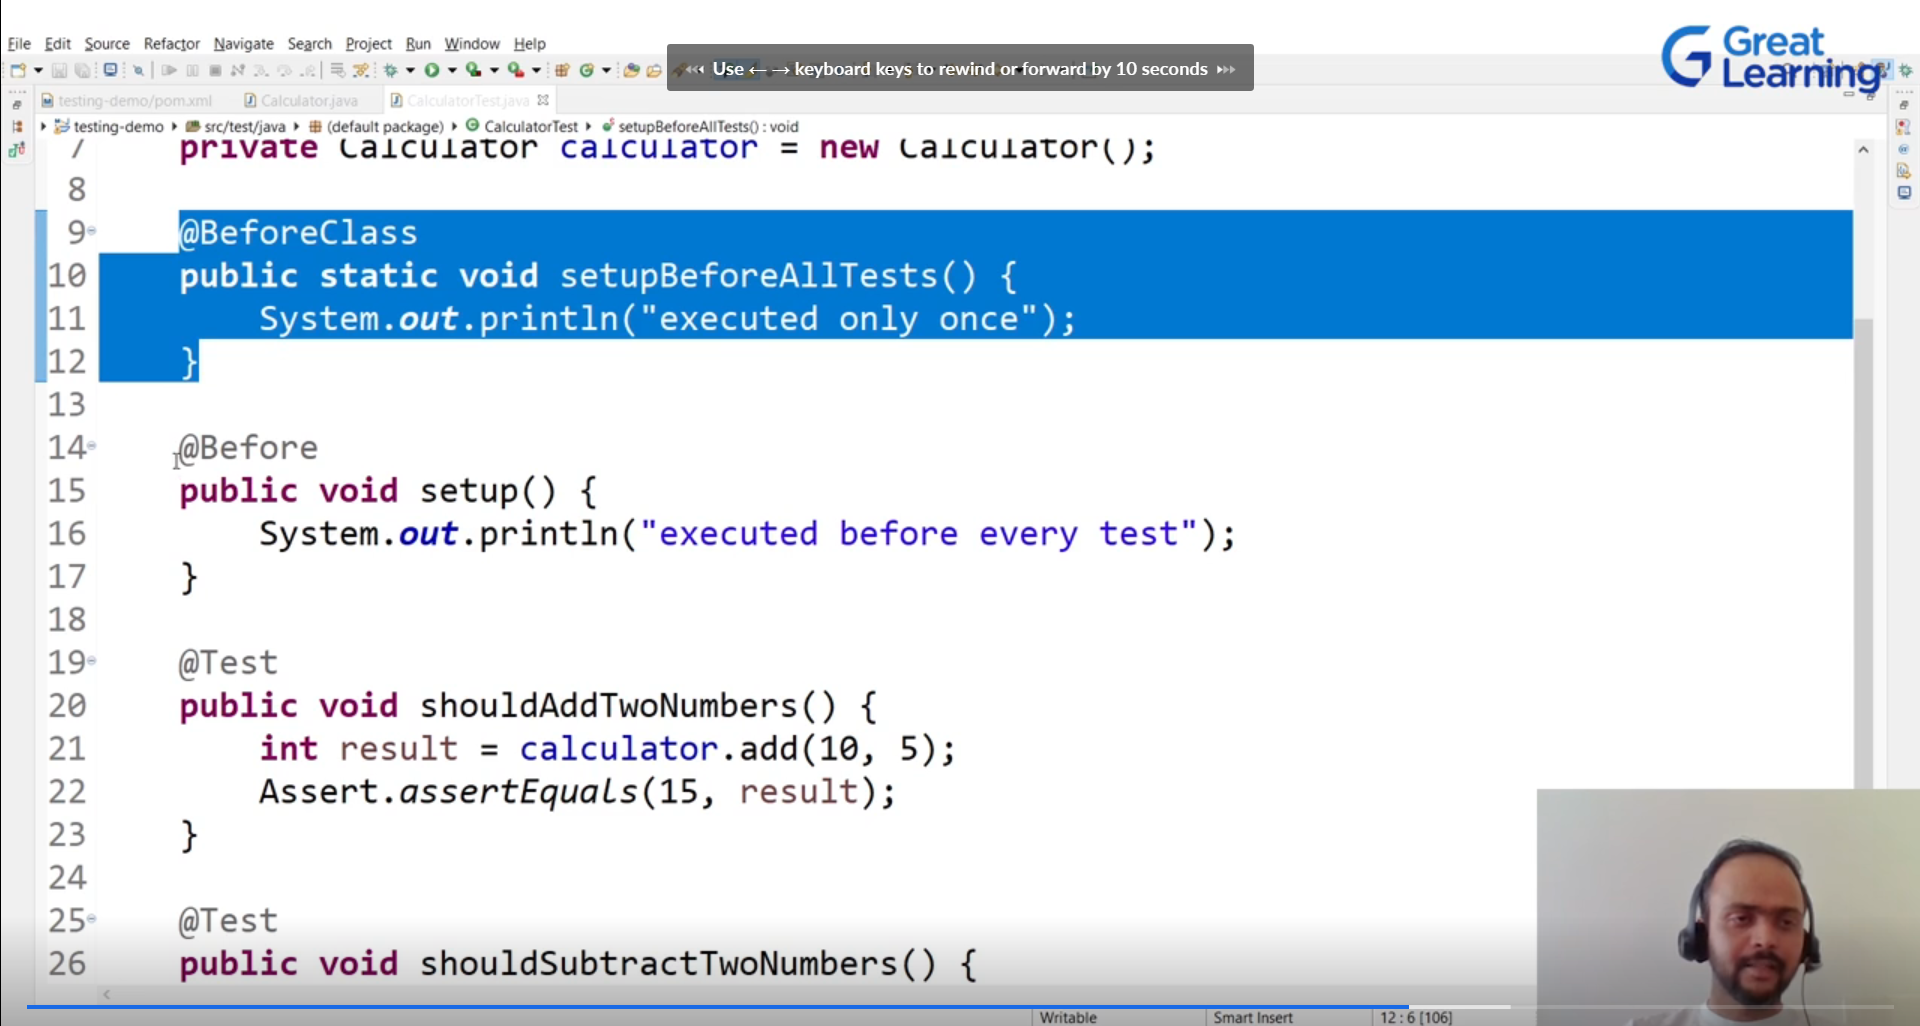 File Edit Source Refactor Navigate Search Project Run Window Help
Use ← → keyboard keys to rewind or forward by 10 seconds
Great Learning
testing-demo/pom.xml Calculator.java CalculatorTest.java
testing-demo src/test/java (default package) CalculatorTest setupBeforeAllTests() : void
7 private Calculator calculator = new Calculator();
8
9 @BeforeClass
10 public static void setupBeforeAllTests() {
11 System.out.println("executed only once");
12 }
13
14 @Before
15 public void setup() {
16 System.out.println("executed before every test");
17 }
18
19 @Test
20 public void shouldAddTwoNumbers() {
21 int result = calculator.add(10, 5);
22 Assert.assertEquals(15, result);
23 }
24
25 @Test
26 public void shouldSubtractTwoNumbers() {
Writable Smart Insert 12 : 6 [106]